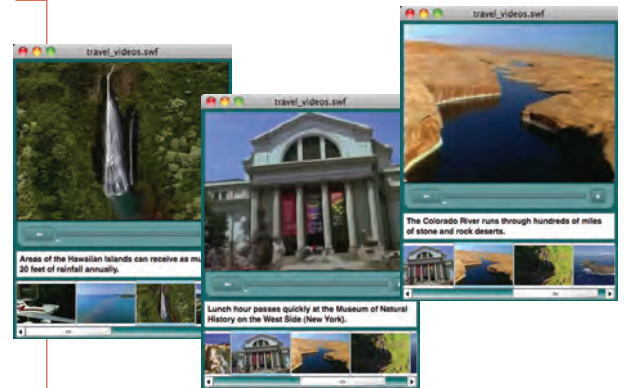 travel_videos.swf
Areas of the Hawaiian Islands can receive as
20 feet of rainfall annually.
travel_videos.swf
Lunch hour passes quickly at the Museum of Natural
History on the West Side (New York).
travel_videos.swf
The Colorado River runs through hundreds of miles
of stone and rock deserts.